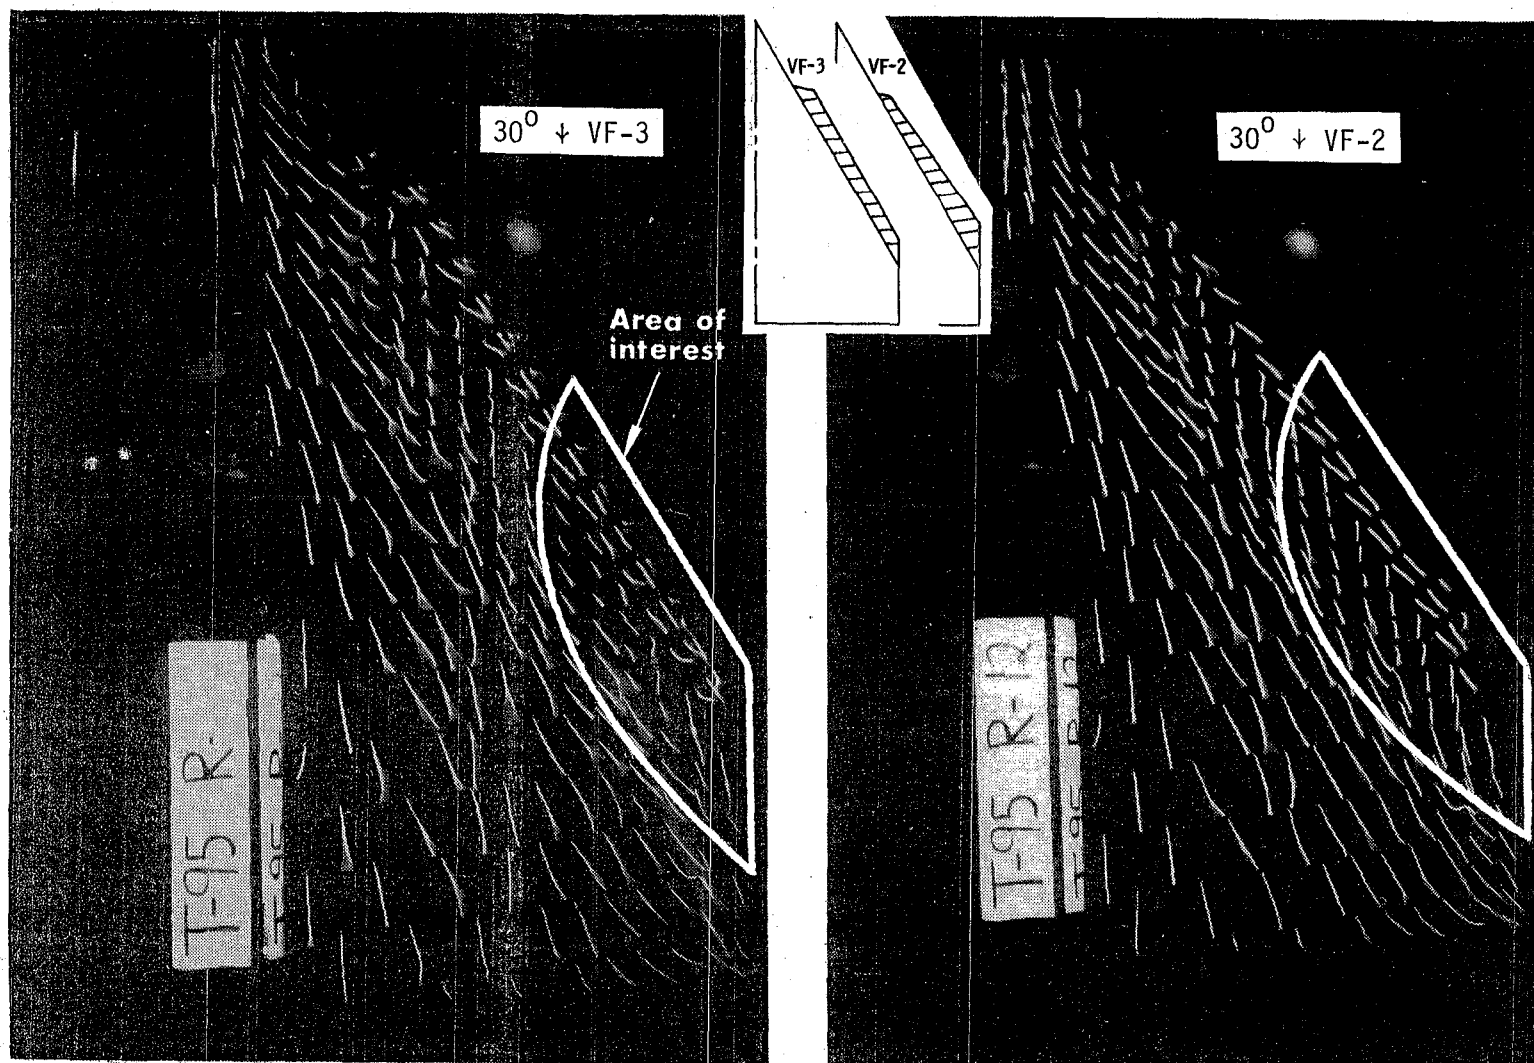 30° ↓ VF-3
VF-3
VF-2
30° ↓ VF-2
Area of
interest
T-95 R-
T-95 R-12